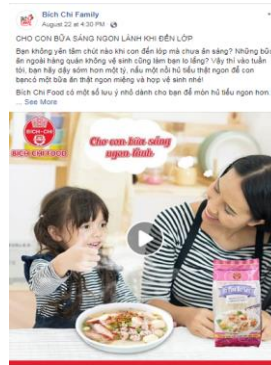 Bich Chi Family
August 22 at 4:30 PM ·
CHO CON BỮA SÁNG NGON LÀNH KHI ĐẾN LỚP
Bạn không yên tâm chút nào khi con đến lớp mà chưa ăn sáng? Những bữa
ăn ngoài hàng quán không vệ sinh cũng làm bạn lo lắng? Vậy thì vào tuần
tới, bạn hãy dậy sớm hơn một tý, nấu một nồi hủ tiếu thật ngon để con
bạncó một bữa ăn thật ngon miệng và hợp vệ sinh nhé!
Bích Chi Food có một số lưu ý nhỏ dành cho bạn để món hủ tiếu ngon hơn
... See More
BICH-CHI
BICH CHI FOOD
Cho con bữa sáng
ngon lành